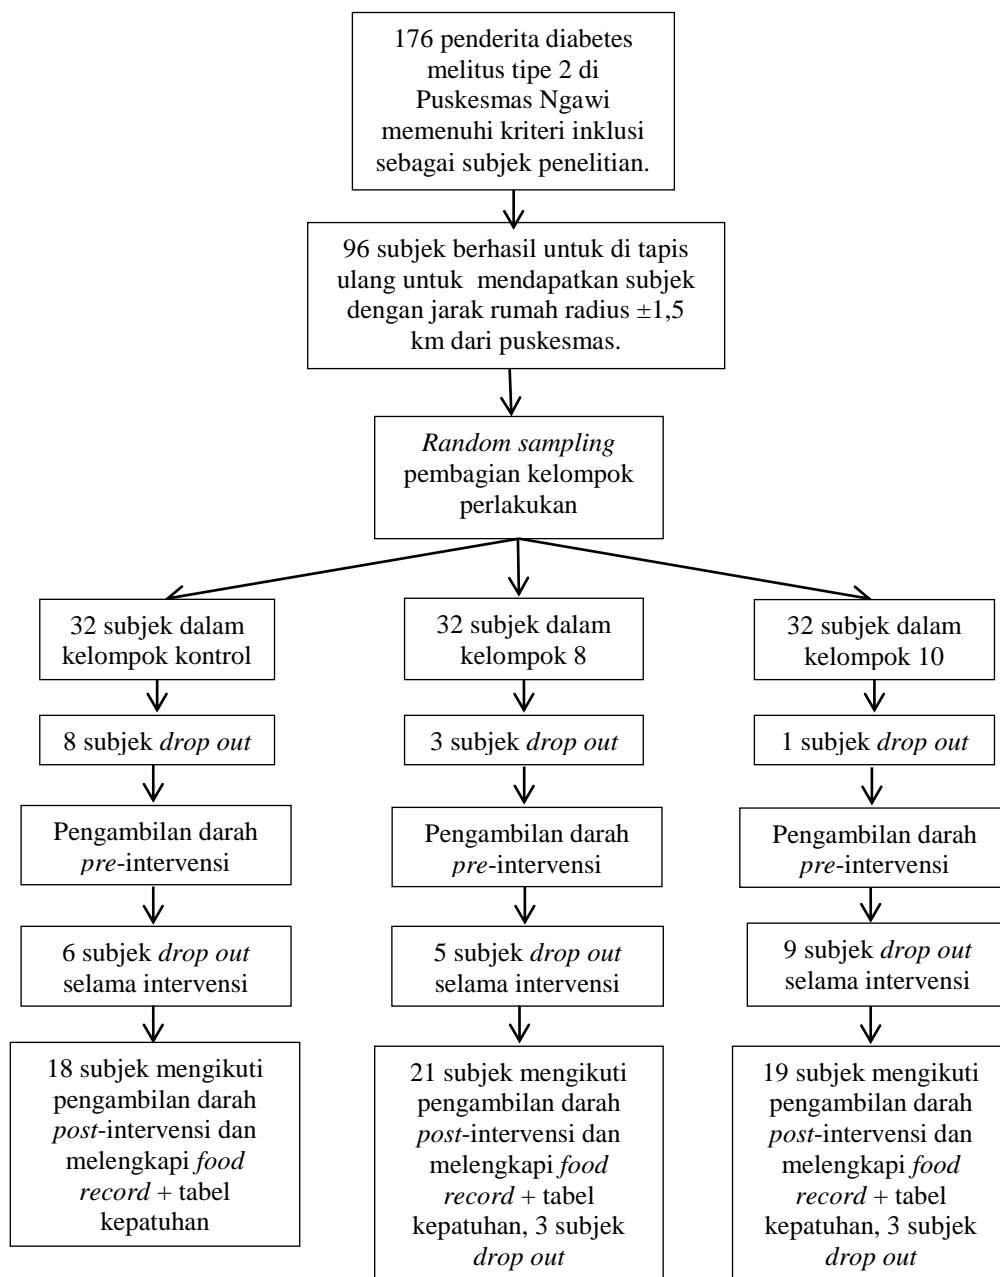 176 penderita diabetes
melitus tipe 2 di
Puskesmas Ngawi
memenuhi kriteri inklusi
sebagai subjek penelitian.
96 subjek berhasil untuk di tapis
ulang untuk mendapatkan subjek
dengan jarak rumah radius ±1,5
km dari puskesmas.
Random sampling
pembagian kelompok
perlakukan
32 subjek dalam
kelompok kontrol
32 subjek dalam
kelompok 8
32 subjek dalam
kelompok 10
8 subjek drop out
3 subjek drop out
1 subjek drop out
Pengambilan darah
pre-intervensi
Pengambilan darah
pre-intervensi
Pengambilan darah
pre-intervensi
6 subjek drop out
selama intervensi
5 subjek drop out
selama intervensi
9 subjek drop out
selama intervensi
18 subjek mengikuti
pengambilan darah
post-intervensi dan
melengkapi food
record + tabel
kepatuhan
21 subjek mengikuti
pengambilan darah
post-intervensi dan
melengkapi food
record + tabel
kepatuhan, 3 subjek
drop out
19 subjek mengikuti
pengambilan darah
post-intervensi dan
melengkapi food
record + tabel
kepatuhan, 3 subjek
drop out